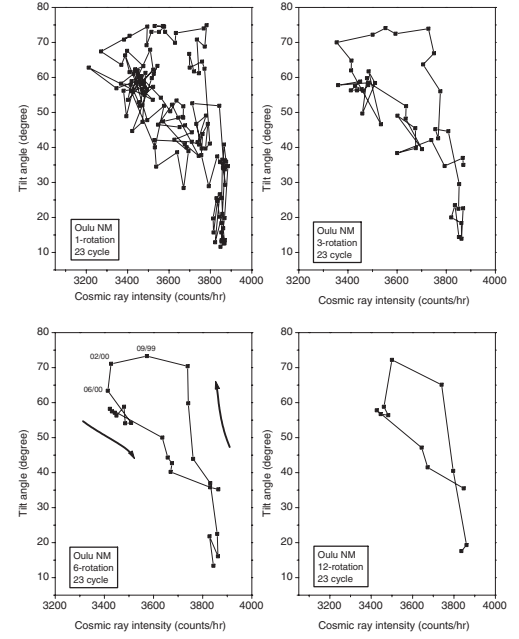 80
70
60
50
40
30
20
10
Tilt angle (degree)
Oulu NM
1-rotation
23 cycle
3200 3400 3600 3800 4000
Cosmic ray intensity (counts/hr)
80
70
60
50
40
30
20
10
Tilt angle (degree)
Oulu NM
3-rotation
23 cycle
3200 3400 3600 3800 4000
Cosmic ray intensity (counts/hr)
80
70
60
50
40
30
20
10
Tilt angle (degree)
09/99
02/00
06/00
Oulu NM
6-rotation
23 cycle
3200 3400 3600 3800 4000
Cosmic ray intensity (counts/hr)
80
70
60
50
40
30
20
10
Tilt angle (degree)
Oulu NM
12-rotation
23 cycle
3200 3400 3600 3800 4000
Cosmic ray intensity (counts/hr)